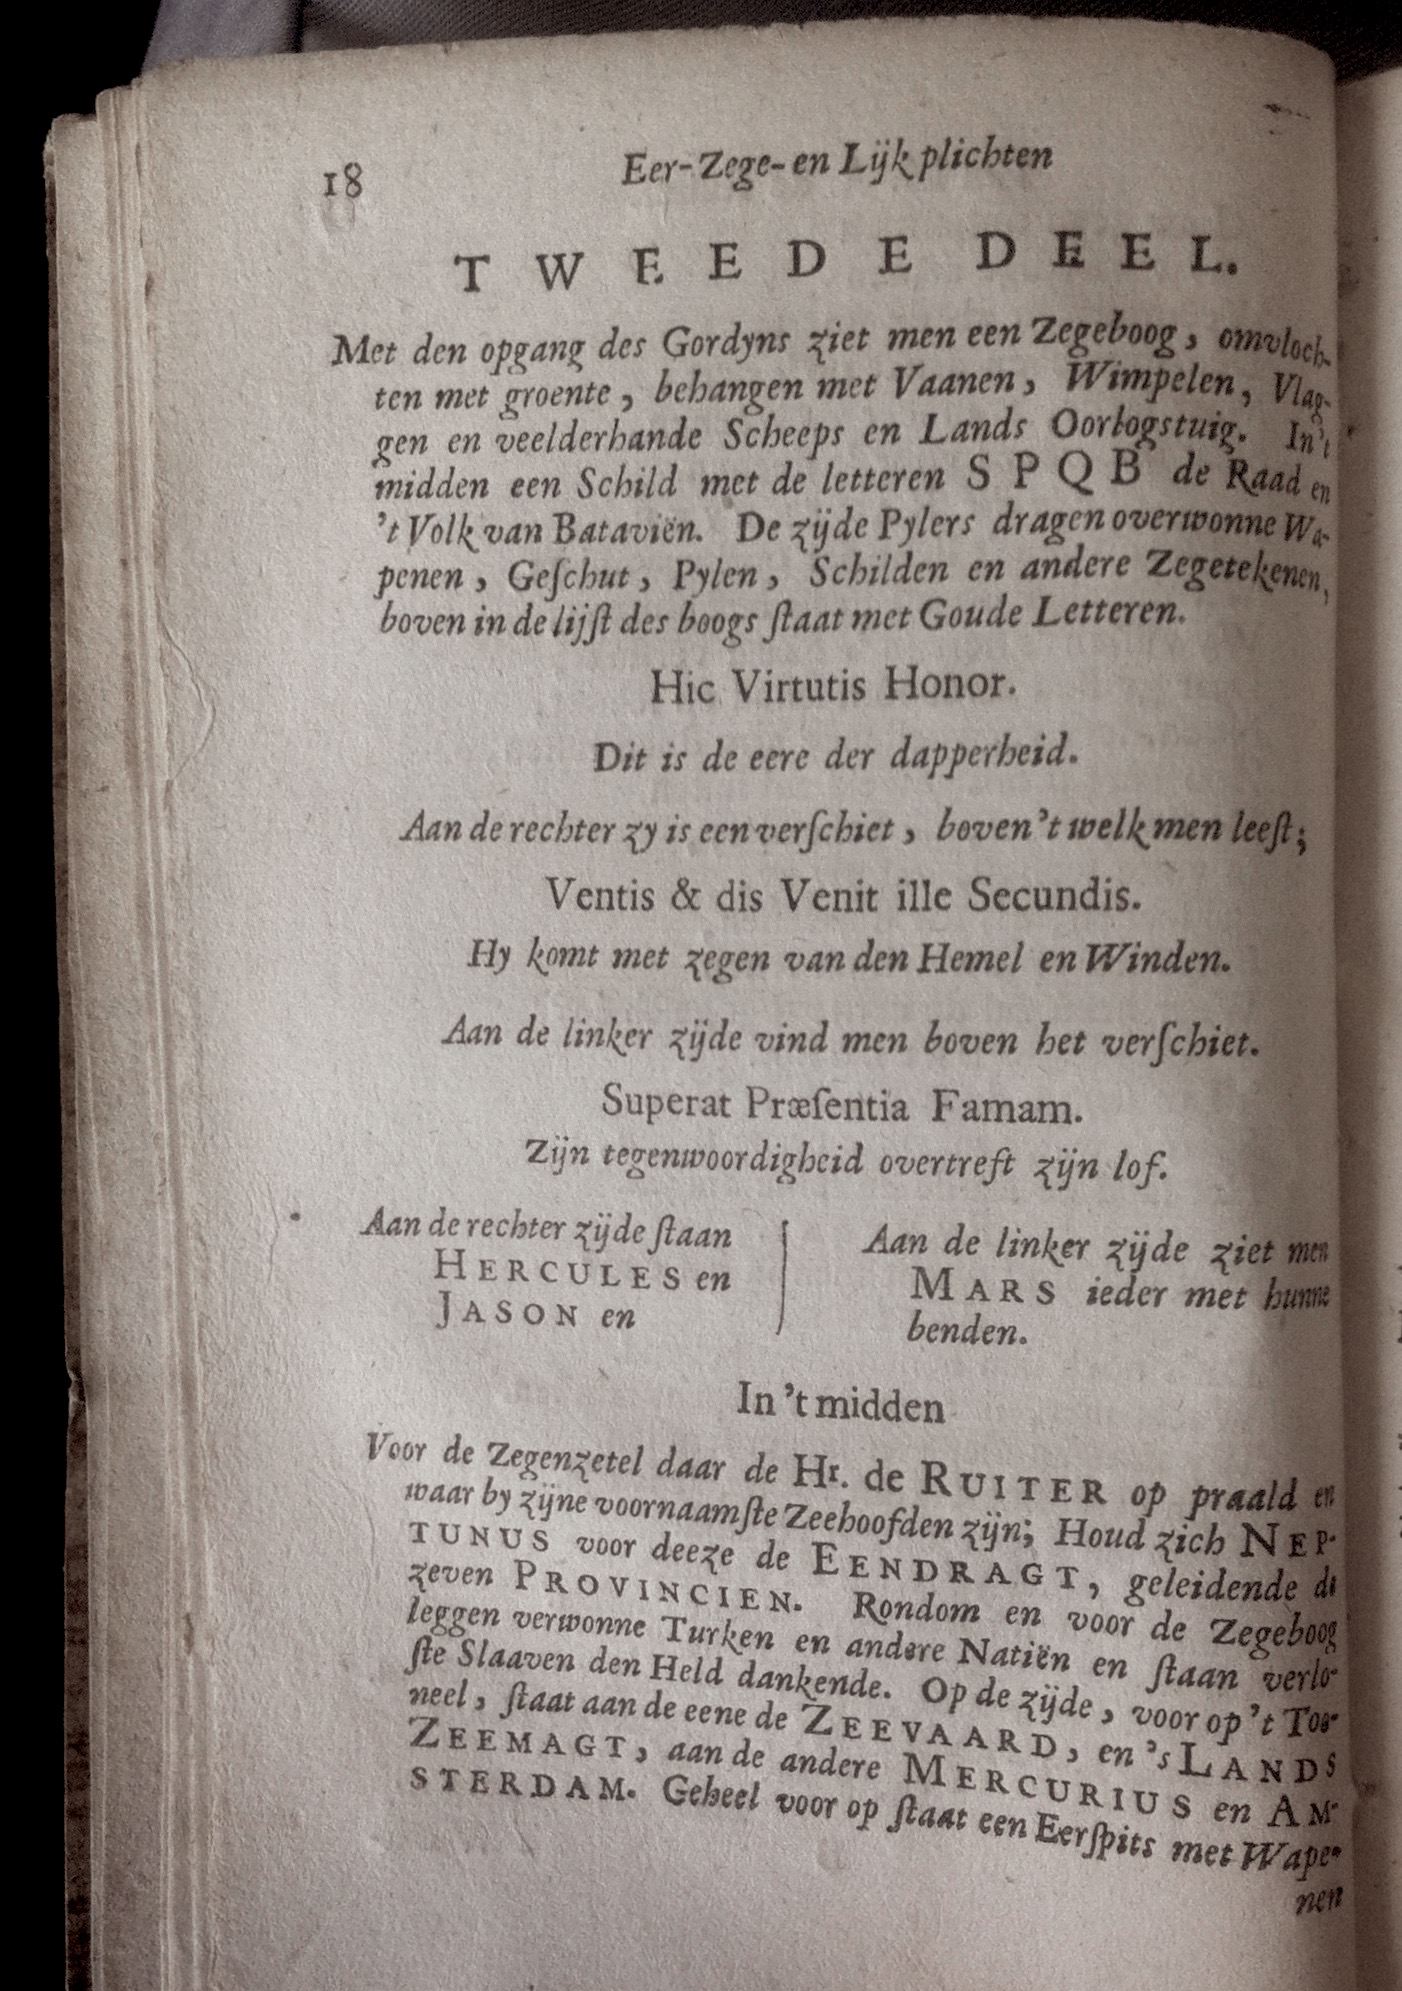 18
Eer-Zege-en Lijkplichten
TWEEDE DEEL.
Met den opgang des Gordyns ziet men een Zegeboog, omvloch-
ten met groente, behangen met Vaanen, Wimpelen, Vlag-
gen en veelderhande Scheeps en Lands Oorlogstuig. In't
midden een Schild met de letteren S P Q B de Raad en
't Volk van Bataviën. De zijde Pylers dragen overwonne Wa-
penen, Geſchut, Pylen, Schilden en andere Zegetekenen,
boven in de lijſt des boogs ſtaat met Goude Letteren.
Hic Virtutis Honor.
Dit is de eere der dapperheid.
Aan de rechter zy is een verſchiet, boven 't welk men leeſt;
Ventis & dis Venit ille Secundis.
Hy komt met zegen van den Hemel en Winden.
Aan de linker zijde vind men boven het verſchiet.
Superat Præſentia Famam.
Zijn tegenwoordigheid overtreft zijn lof.
Aan de rechter zijde ſtaan
HERCULES en
JASON en
Aan de linker zijde ziet men
MARS ieder met hunne
benden.
In 't midden
Voor de Zegenzetel daar de Hr. de RUITER op praald en
waar by zijne voornaamſte Zeehoofden zijn; Houd zich NEP-
TUNUS voor deeze de EENDRAGT, geleidende de
zeven PROVINCIEN. Rondom en voor de Zegeboog
leggen verwonne Turken en andere Natiën en ſtaan verlo-
ſte Slaaven den Held dankende. Op de zijde, voor op 't Too-
neel, ſtaat aan de eene de ZEEVAARD, en 's LANDS
ZEEMAGT, aan de andere MERCURIUS en AM-
STERDAM. Geheel voor op ſtaat een Eerſpits met Wape-
nen